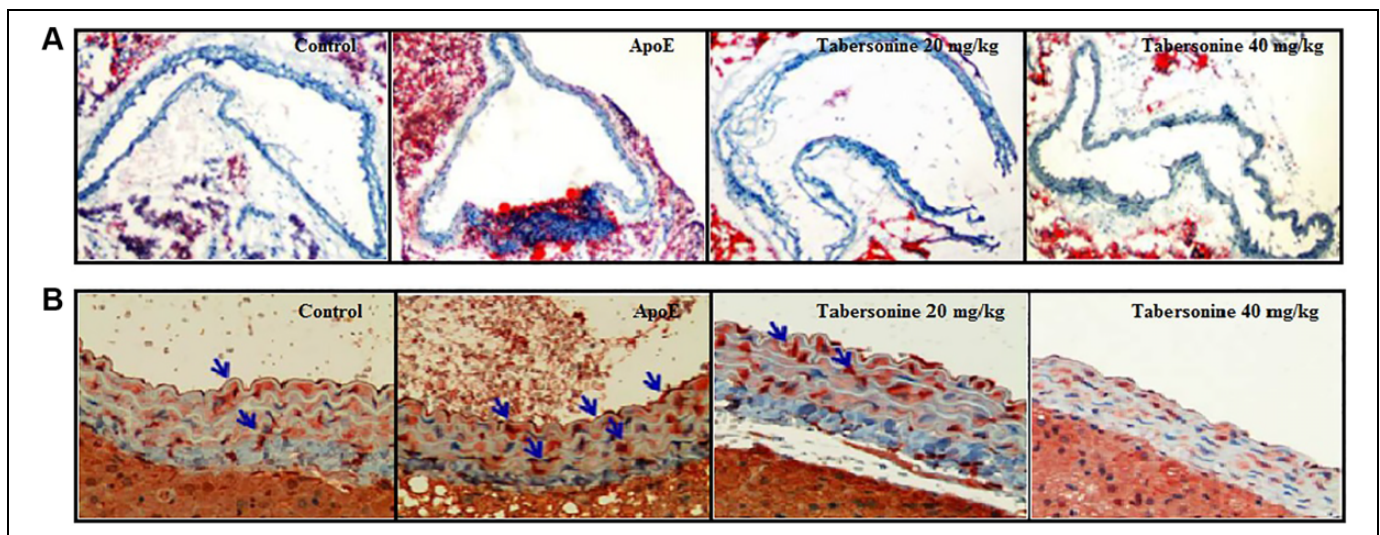 A
Control
ApoE
Tabersonine 20 mg/kg
Tabersonine 40 mg/kg
B
Control
ApoE
Tabersonine 20 mg/kg
Tabersonine 40 mg/kg